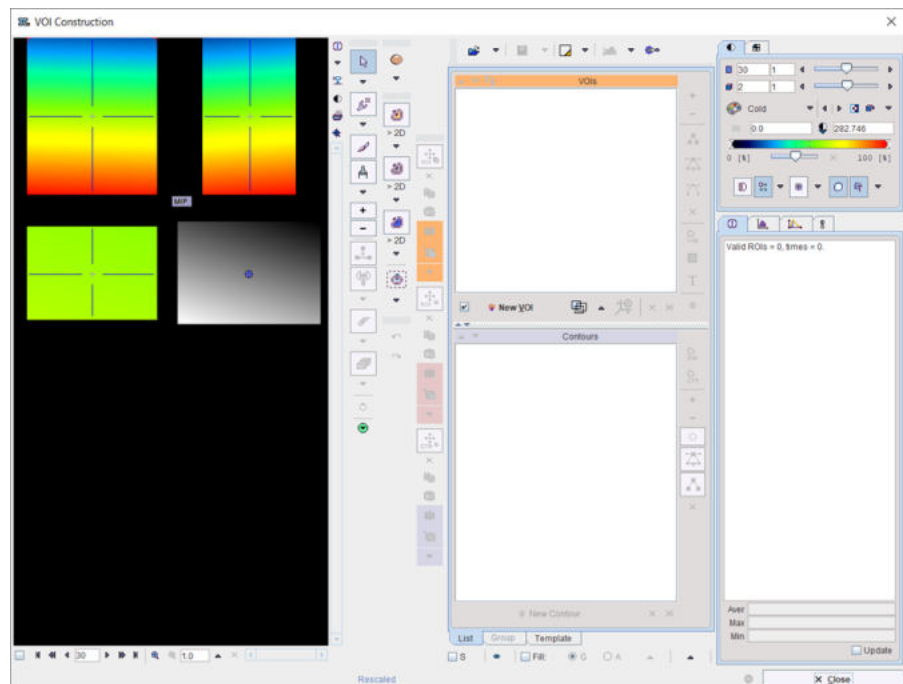 VOI Construction
VOIs
30 1
2 1
Cold
0.0 282.746
0 [%] 100 [%]
> 2D
MIP
> 2D
Valid ROIs = 0, times = 0.
New VOI
Contours
New Contour
Aver
Max
Min
List Group Template
Update
30 1.0
S Fill: G A
Rescaled
Close